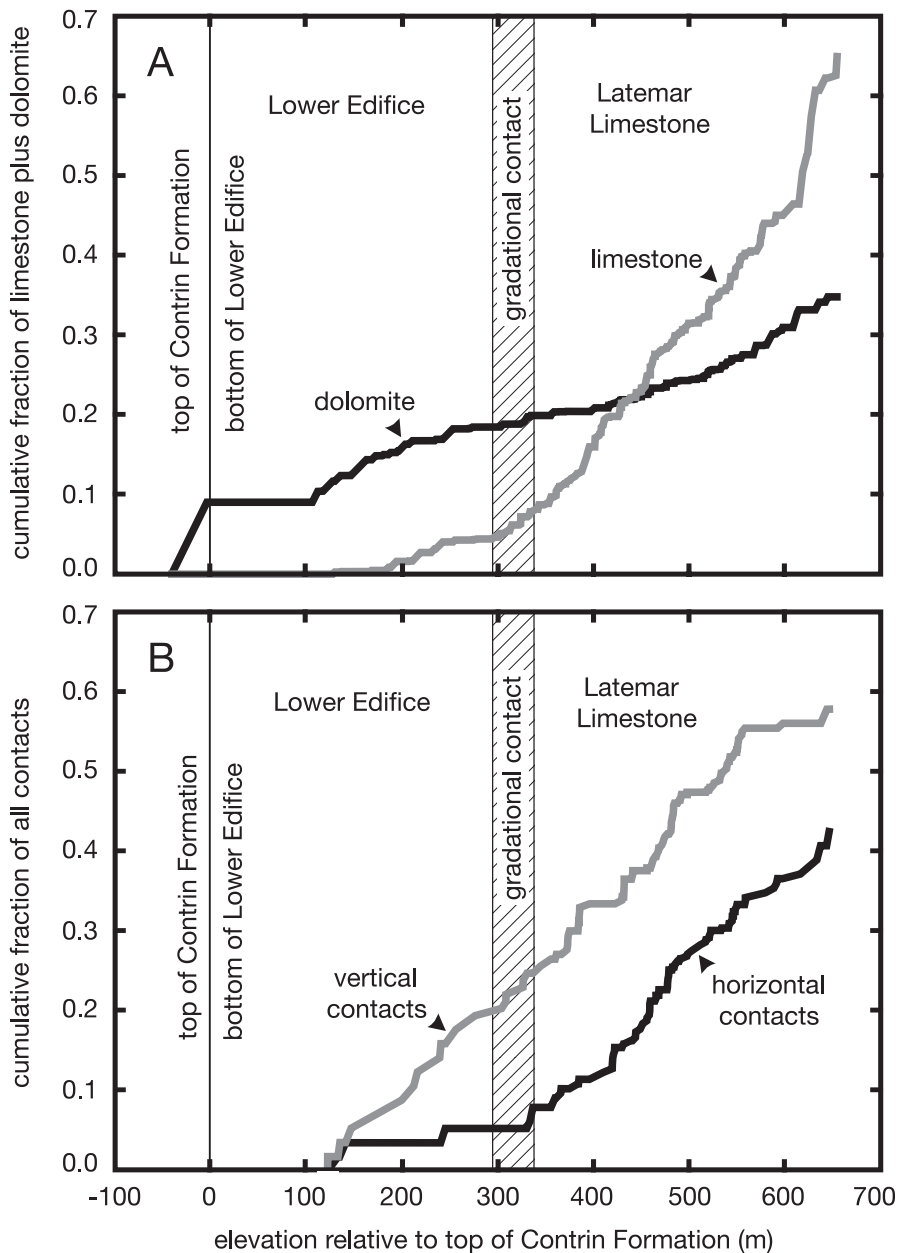 cumulative fraction of limestone plus dolomite
0.7
0.6
0.5
0.4
0.3
0.2
0.1
0.0
A
Lower Edifice
Latemar
Limestone
top of Contrin Formation
bottom of Lower Edifice
gradational contact
limestone
dolomite
cumulative fraction of all contacts
0.7
0.6
0.5
0.4
0.3
0.2
0.1
0.0
B
Lower Edifice
Latemar
Limestone
top of Contrin Formation
bottom of Lower Edifice
gradational contact
vertical
contacts
horizontal
contacts
-100 0 100 200 300 400 500 600 700
elevation relative to top of Contrin Formation (m)